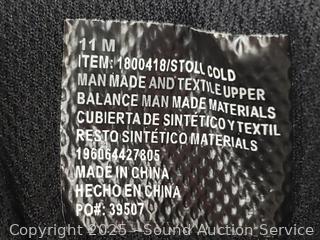 11 M
ITEM: 1800418/STOLL COLD
MAN MADE AND TEXTILE UPPER
BALANCE MAN MADE MATERIALS
CUBIERTA DE SINTÉTICO Y TEXTIL
RESTO SINTÉTICO MATERIALS
196064427805
MADE IN CHINA
HECHO EN CHINA
PO#: 39507
Copyright © 2025 - Sound Auction Service